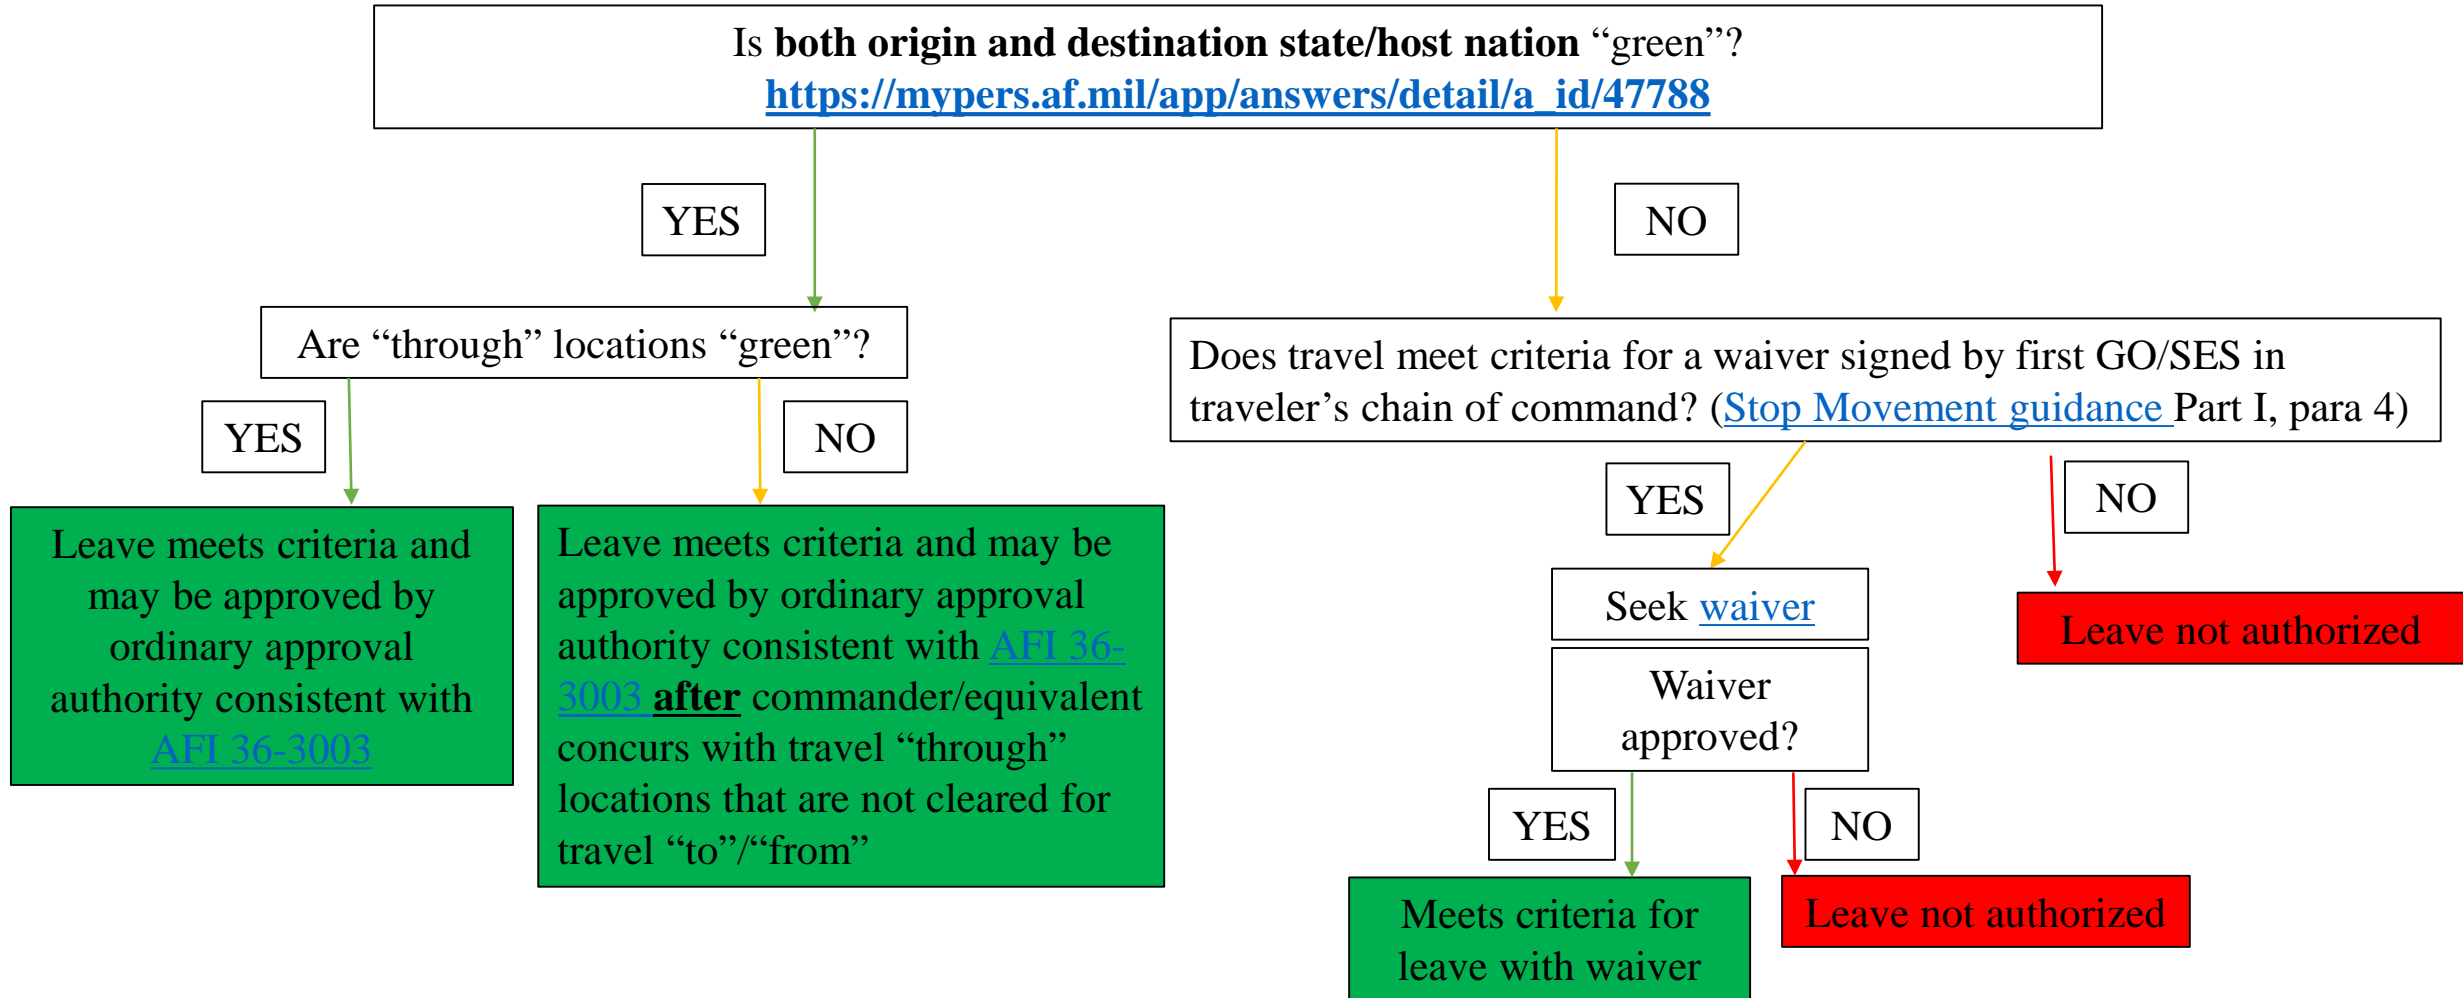 Is both origin and destination state/host nation “green”?
https://mypers.af.mil/app/answers/detail/a_id/47788
YES
NO
Are “through” locations “green”?
Does travel meet criteria for a waiver signed by first GO/SES in
traveler’s chain of command? (Stop Movement guidance Part I, para 4)
YES
NO
YES
NO
Leave meets criteria and
may be approved by
ordinary approval
authority consistent with
AFI 36-3003
Leave meets criteria and may be
approved by ordinary approval
authority consistent with AFI 36-
3003 after commander/equivalent
concurs with travel “through”
locations that are not cleared for
travel “to”/“from”
Seek waiver
Leave not authorized
Waiver
approved?
YES
NO
Meets criteria for
leave with waiver
Leave not authorized